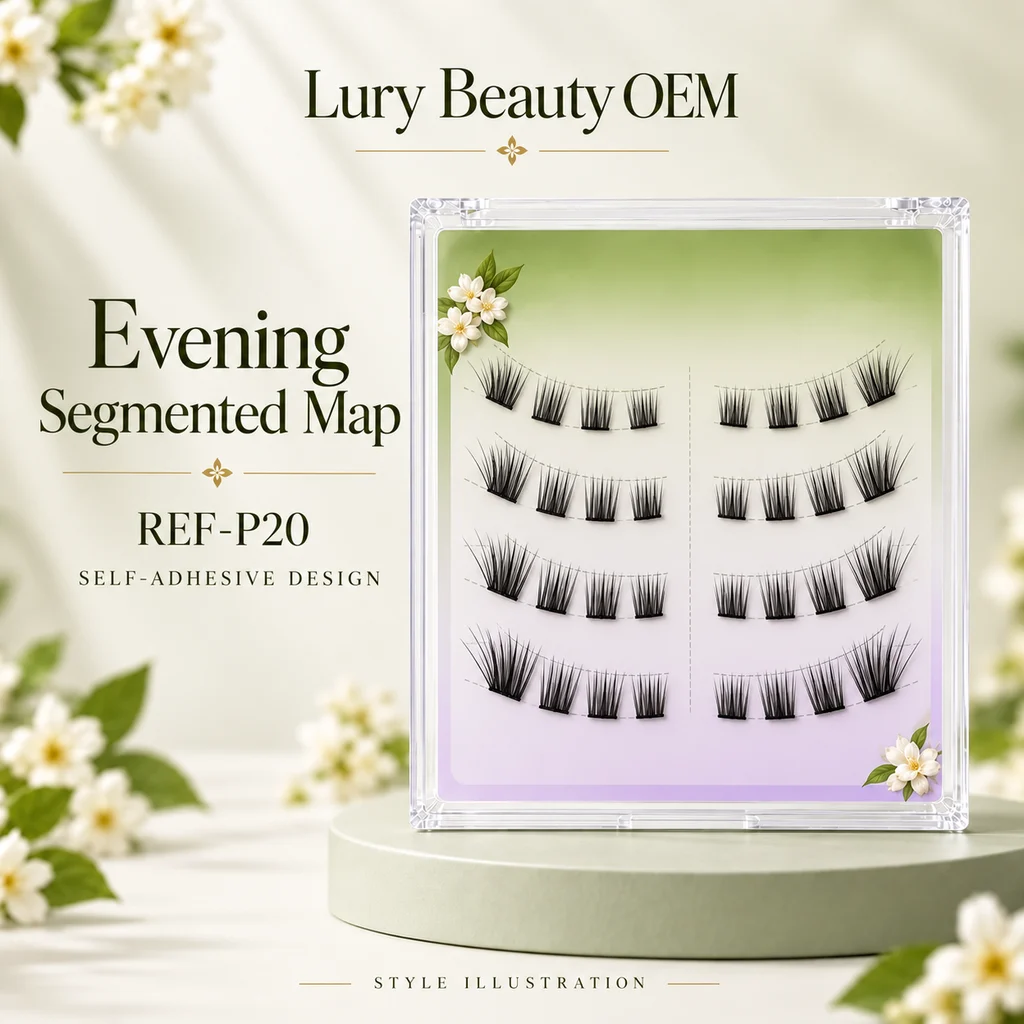 Lury Beauty OEM
Evening
Segmented Map
REF-P20
SELF-ADHESIVE DESIGN
STYLE ILLUSTRATION